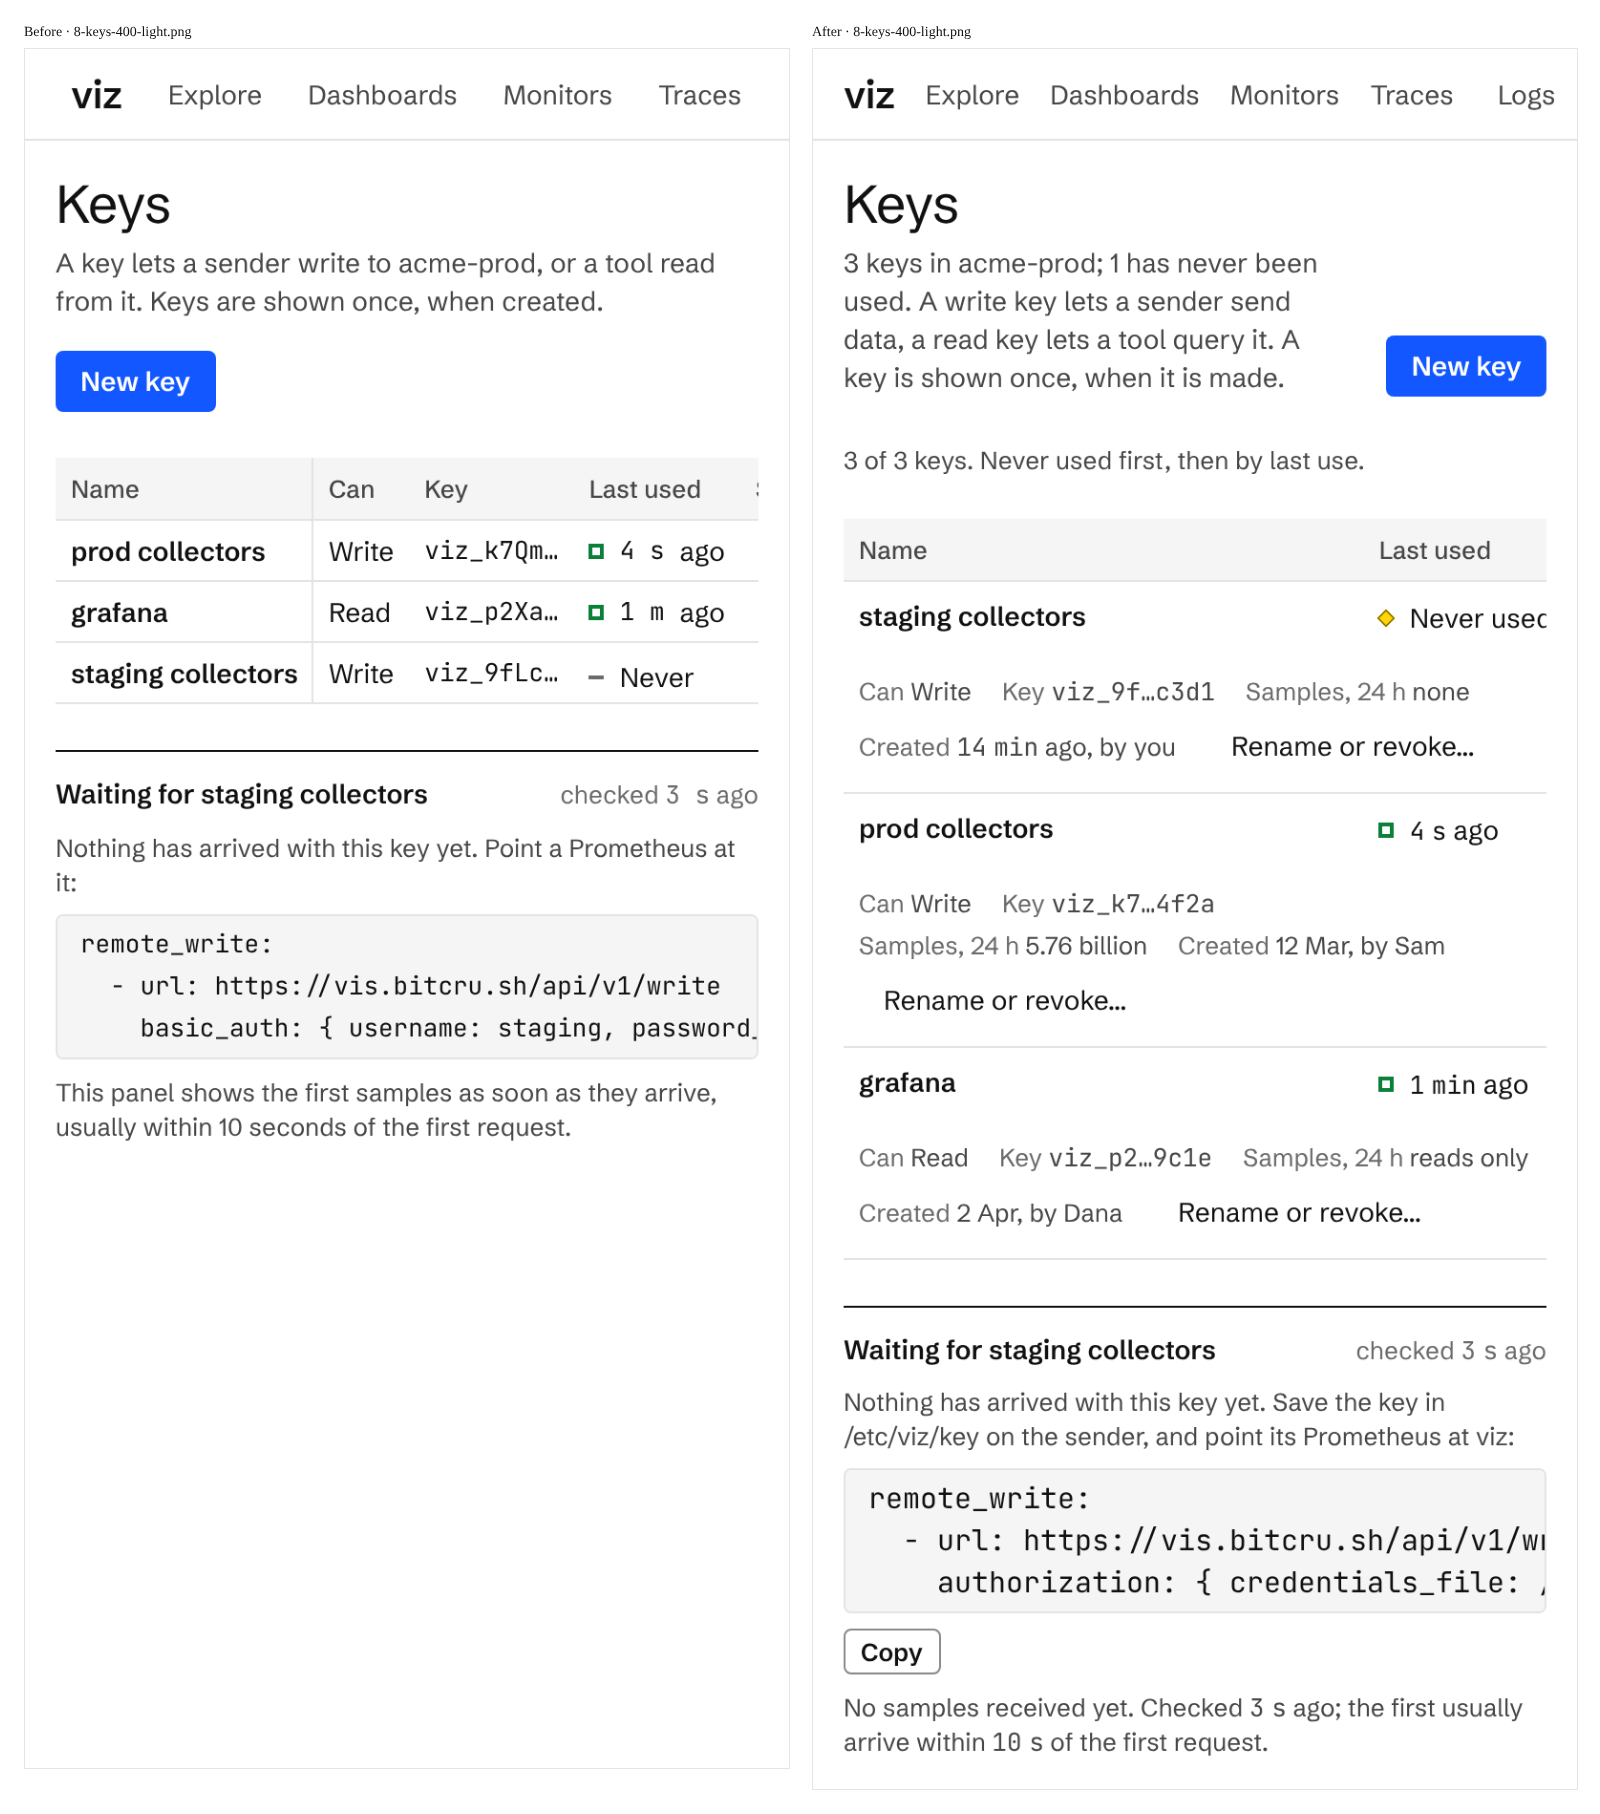 Before · 8-keys-400-light.png
viz Explore Dashboards Monitors Traces
Keys
A key lets a sender write to acme-prod, or a tool read
from it. Keys are shown once, when created.
New key
Name Can Key Last used
prod collectors Write viz_k7Qm… 4 s ago
grafana Read viz_p2Xa… 1 m ago
staging collectors Write viz_9fLc… – Never
Waiting for staging collectors checked 3 s ago
Nothing has arrived with this key yet. Point a Prometheus at
it:
remote_write:
- url: https://vis.bitcru.sh/api/v1/write
basic_auth: { username: staging, password_
This panel shows the first samples as soon as they arrive,
usually within 10 seconds of the first request.
After · 8-keys-400-light.png
viz Explore Dashboards Monitors Traces Logs
Keys
3 keys in acme-prod; 1 has never been
used. A write key lets a sender send
data, a read key lets a tool query it. A
key is shown once, when it is made.
New key
3 of 3 keys. Never used first, then by last use.
Name Last used
staging collectors Never used
Can Write Key viz_9f…c3d1 Samples, 24 h none
Created 14 min ago, by you Rename or revoke…
prod collectors 4 s ago
Can Write Key viz_k7…4f2a
Samples, 24 h 5.76 billion Created 12 Mar, by Sam
Rename or revoke…
grafana 1 min ago
Can Read Key viz_p2…9c1e Samples, 24 h reads only
Created 2 Apr, by Dana Rename or revoke…
Waiting for staging collectors checked 3 s ago
Nothing has arrived with this key yet. Save the key in
/etc/viz/key on the sender, and point its Prometheus at viz:
remote_write:
- url: https://vis.bitcru.sh/api/v1/wr
authorization: { credentials_file: /
Copy
No samples received yet. Checked 3 s ago; the first usually
arrive within 10 s of the first request.